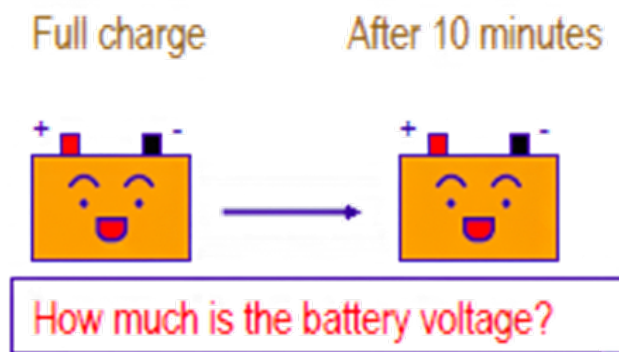 Full charge
After 10 minutes
+ -
+ -
How much is the battery voltage?